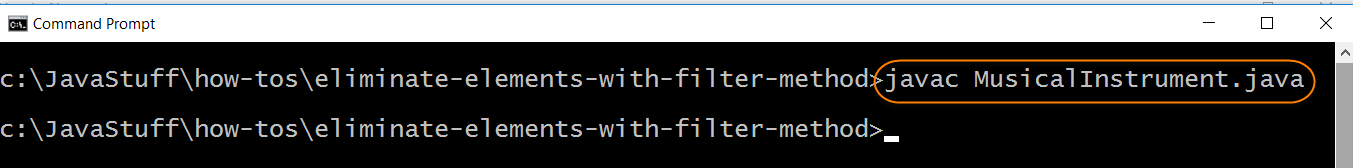 Command Prompt
c:\JavaStuff\how-tos\eliminate-elements-with-filter-method>javac MusicalInstrument.java
c:\JavaStuff\how-tos\eliminate-elements-with-filter-method>